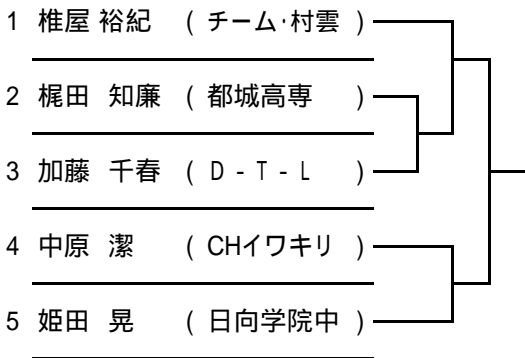 1 椎屋 裕紀 ( チーム·村雲 )
2 梶田 知廉 ( 都城高専 )
3 加藤 千春 ( D - T - L )
4 中原 潔 ( CHイワキリ )
5 姫田 晃 ( 日向学院中 )